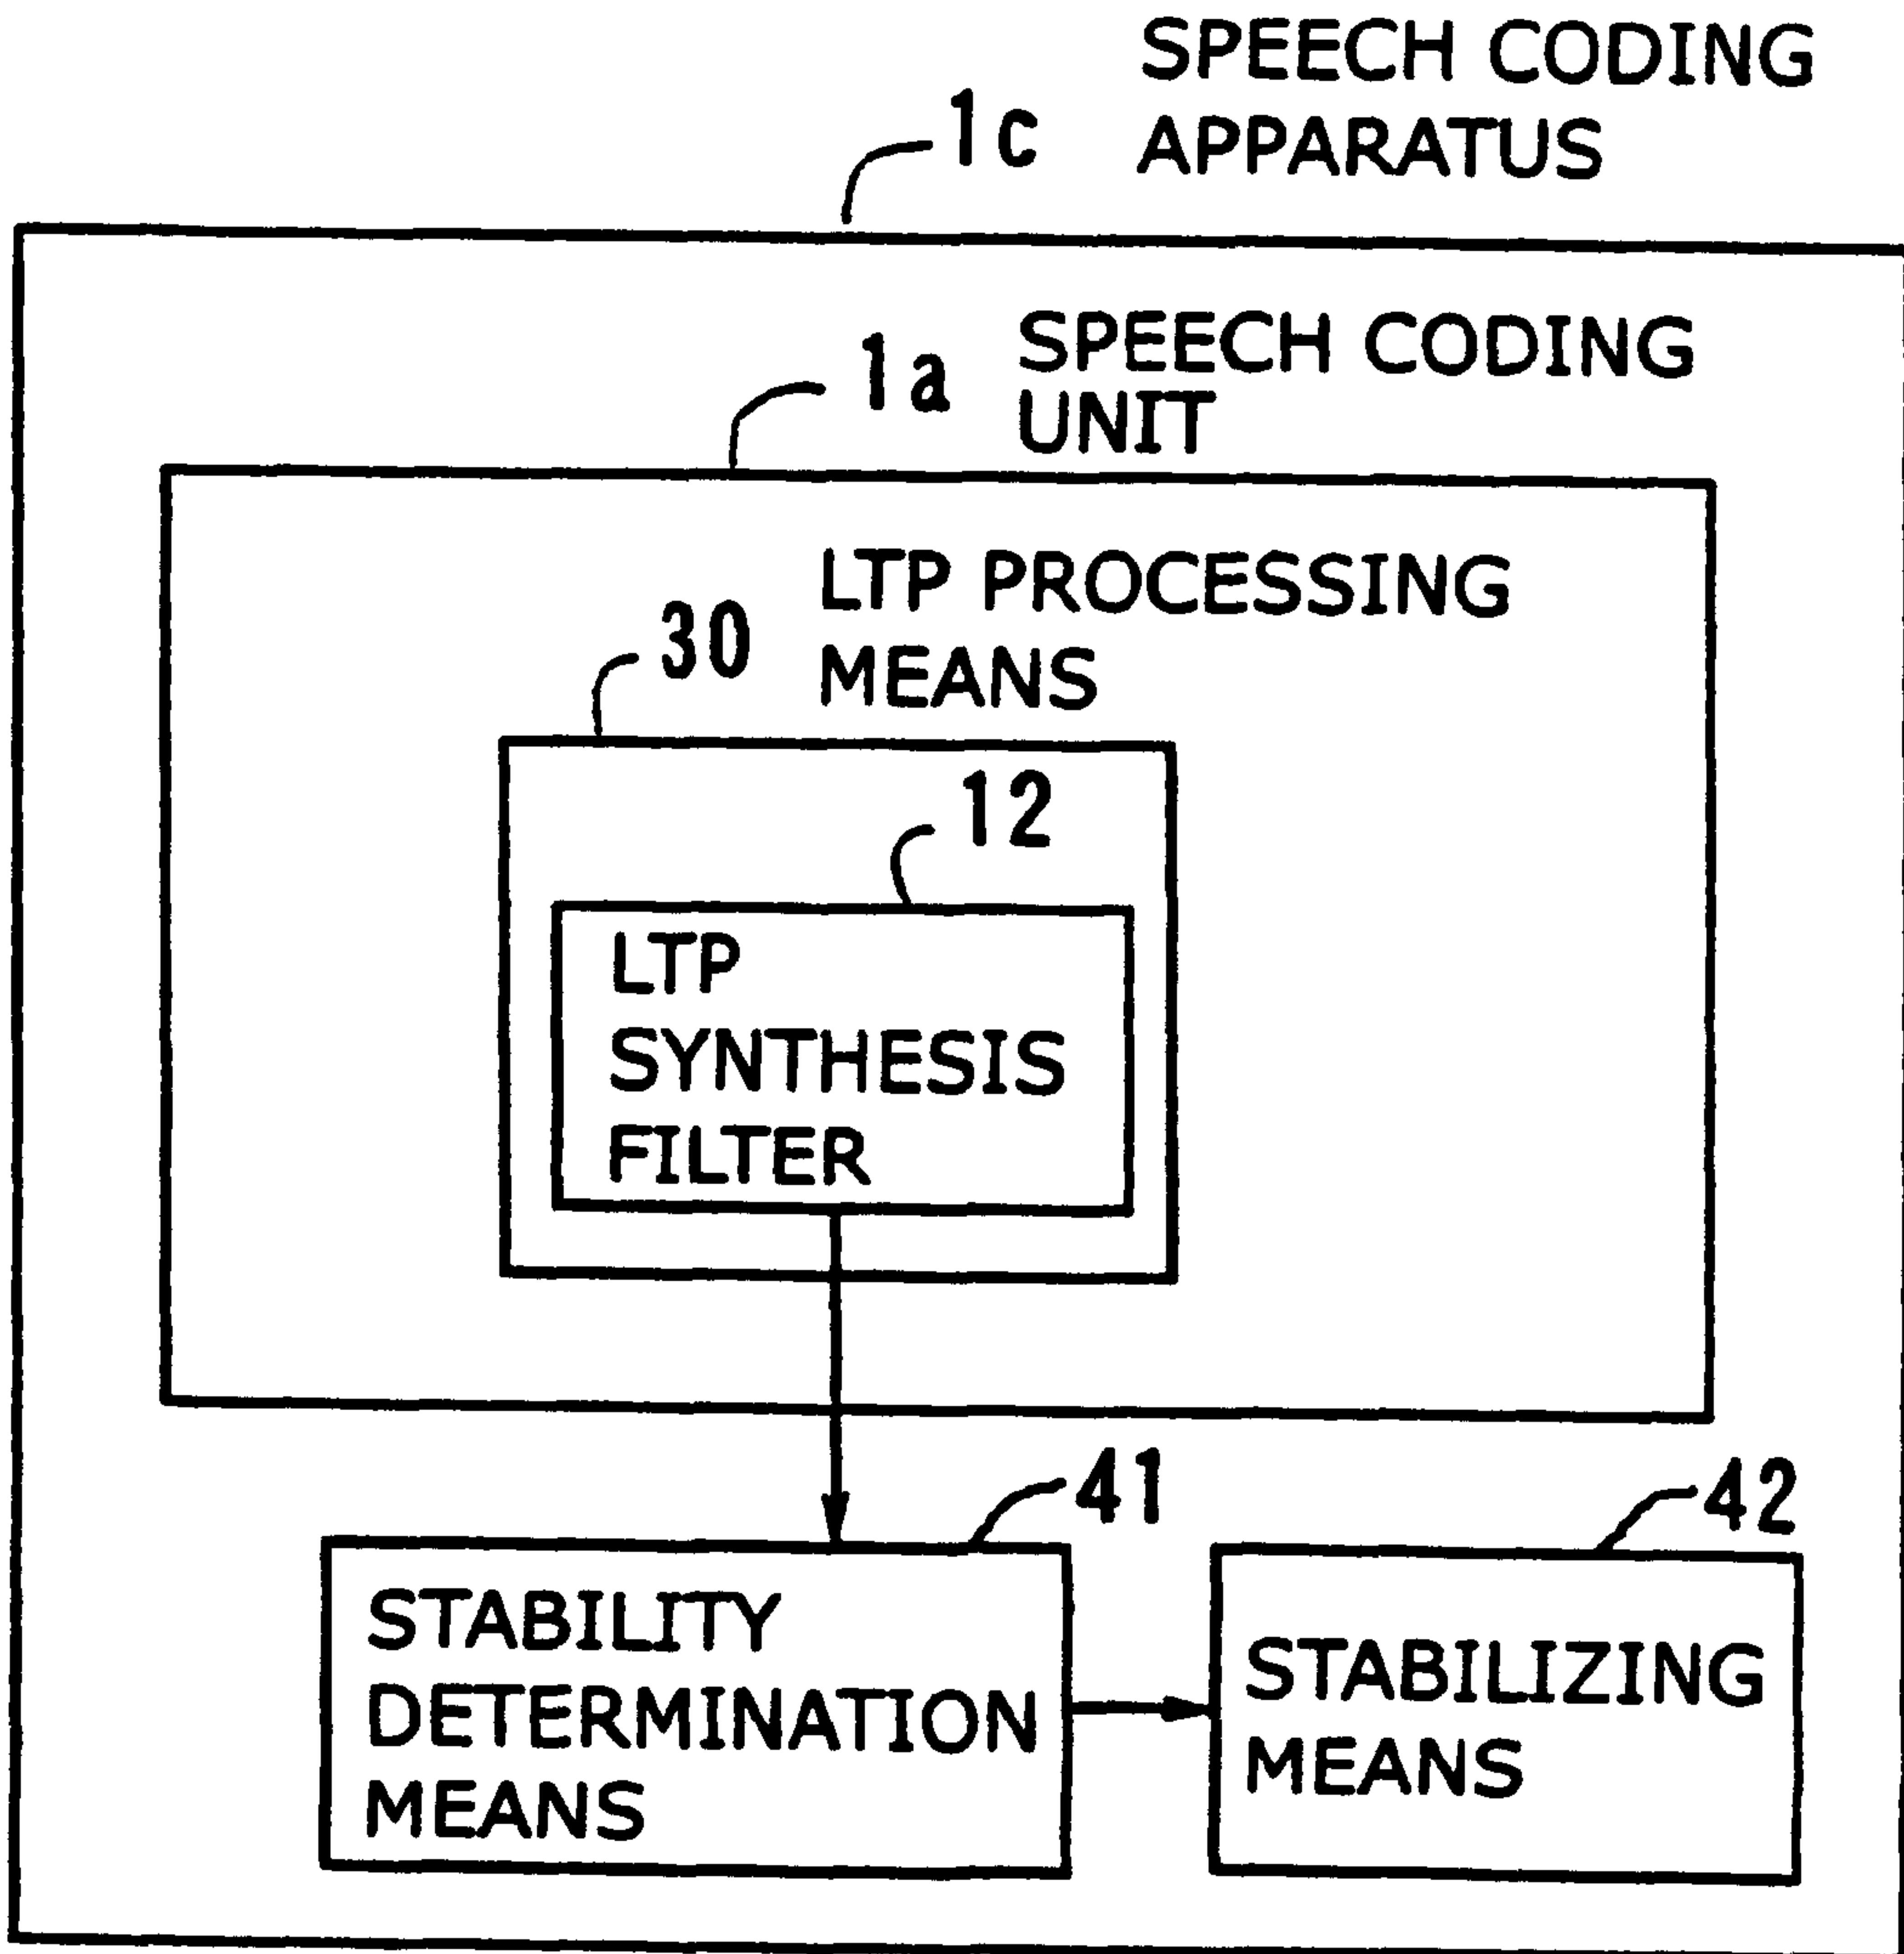 SPEECH CODING
1c APPARATUS
SPEECH CODING
1a UNIT
LTP PROCESSING
30 MEANS
12
LTP
SYNTHESIS
FILTER
41
42
STABILITY
DETERMINATION
MEANS
STABILIZING
MEANS